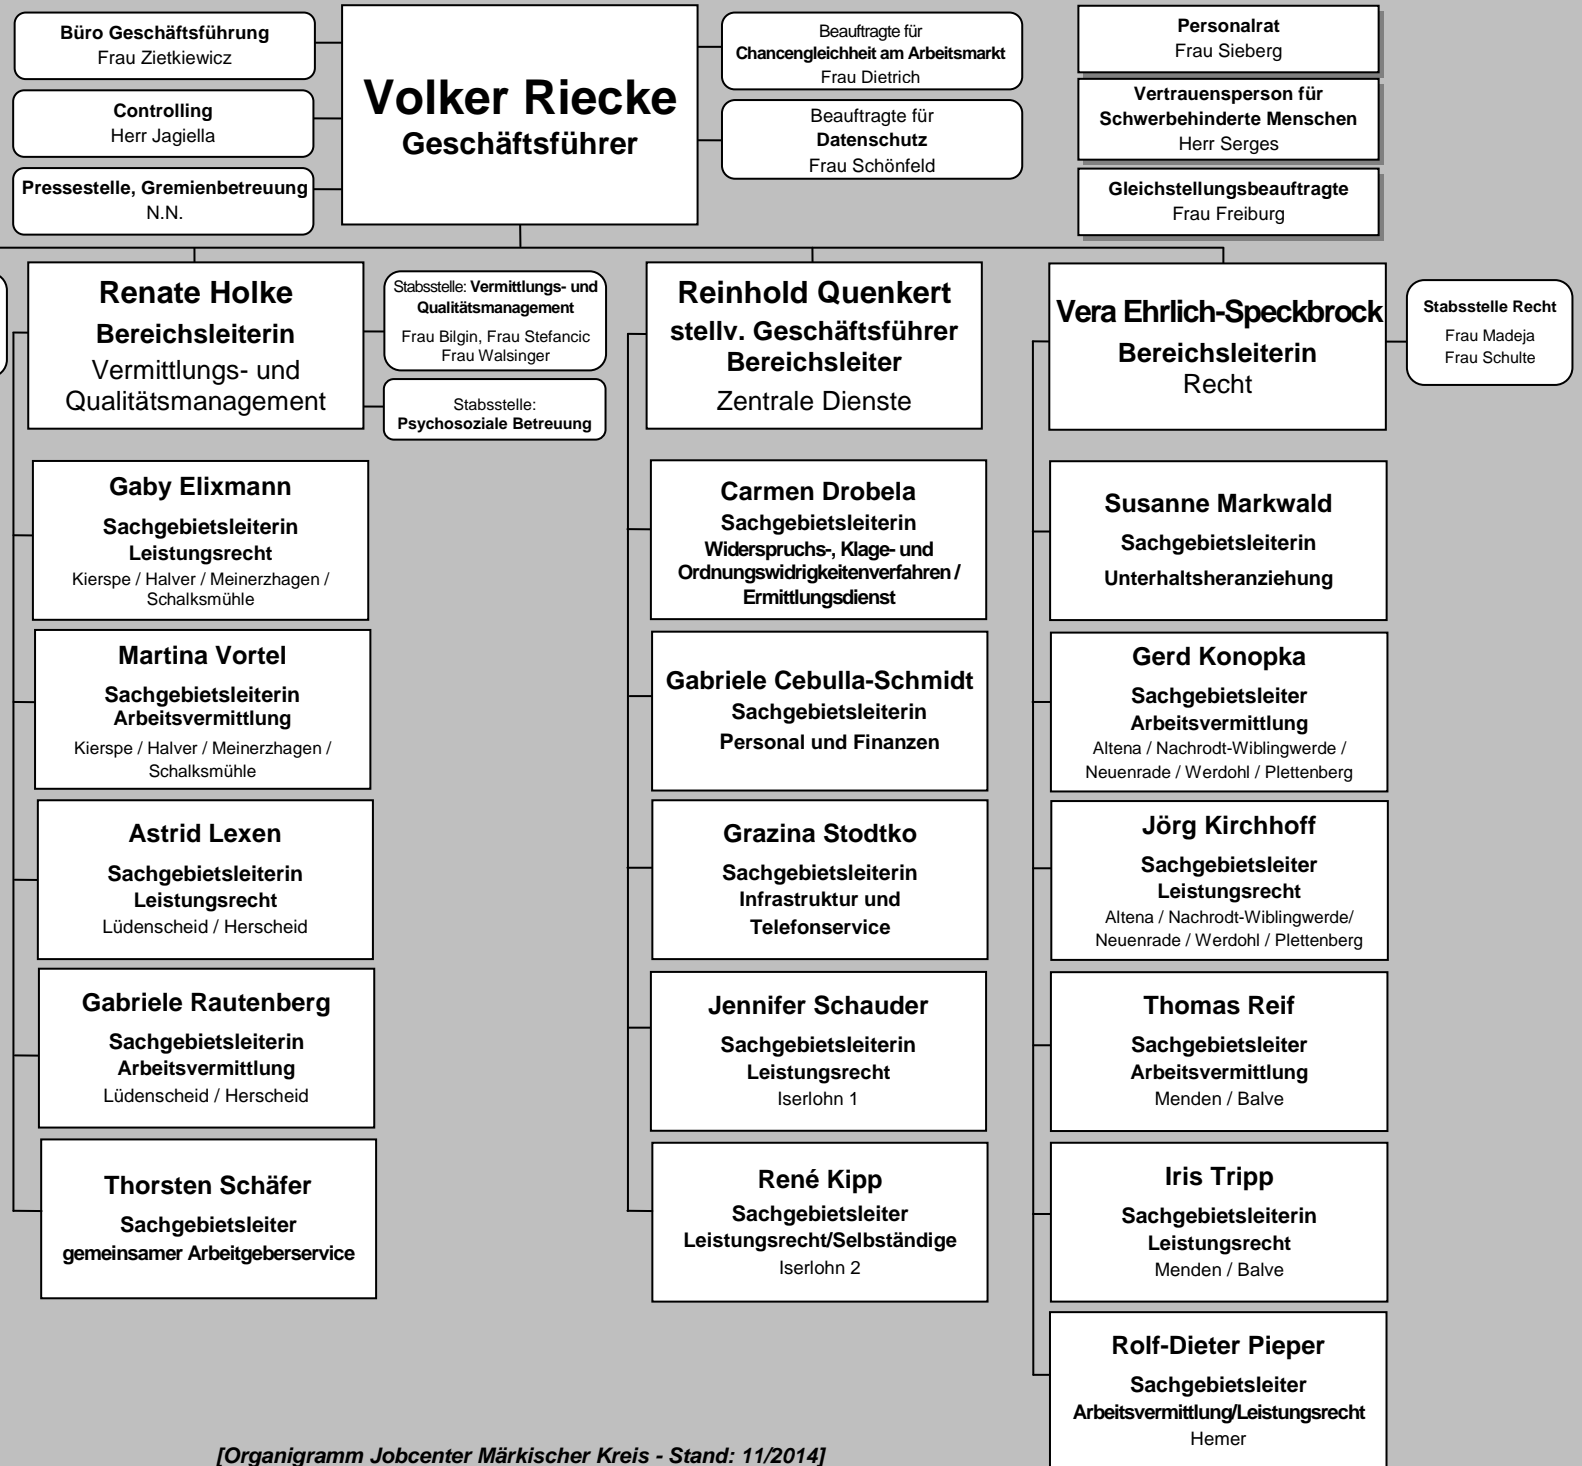 Büro Geschäftsführung
Frau Zietkiewicz
Controlling
Herr Jagiella
Pressestelle, Gremienbetreuung
N.N.
Volker Riecke
Geschäftsführer
Beauftragte für
Chancengleichheit am Arbeitsmarkt
Frau Dietrich
Beauftragte für
Datenschutz
Frau Schönfeld
Personalrat
Frau Sieberg
Vertrauensperson für
Schwerbehinderte Menschen
Herr Serges
Gleichstellungsbeauftragte
Frau Freiburg
Renate Holke
Bereichsleiterin
Vermittlungs- und
Qualitätsmanagement
Stabsstelle: Vermittlungs- und
Qualitätsmanagement
Frau Bilgin, Frau Stefancic
Frau Walsinger
Stabsstelle:
Psychosoziale Betreuung
Gaby Elixmann
Sachgebietsleiterin
Leistungsrecht
Kierspe / Halver / Meinerzhagen /
Schalksmühle
Martina Vortel
Sachgebietsleiterin
Arbeitsvermittlung
Kierspe / Halver / Meinerzhagen /
Schalksmühle
Astrid Lexen
Sachgebietsleiterin
Leistungsrecht
Lüdenscheid / Herscheid
Gabriele Rautenberg
Sachgebietsleiterin
Arbeitsvermittlung
Lüdenscheid / Herscheid
Thorsten Schäfer
Sachgebietsleiter
gemeinsamer Arbeitgeberservice
Reinhold Quenkert
stellv. Geschäftsführer
Bereichsleiter
Zentrale Dienste
Carmen Drobela
Sachgebietsleiterin
Widerspruchs-, Klage- und
Ordnungswidrigkeitenverfahren /
Ermittlungsdienst
Gabriele Cebulla-Schmidt
Sachgebietsleiterin
Personal und Finanzen
Grazina Stodtko
Sachgebietsleiterin
Infrastruktur und
Telefonservice
Jennifer Schauder
Sachgebietsleiterin
Leistungsrecht
Iserlohn 1
René Kipp
Sachgebietsleiter
Leistungsrecht/Selbständige
Iserlohn 2
Vera Ehrlich-Speckbrock
Bereichsleiterin
Recht
Stabsstelle Recht
Frau Madeja
Frau Schulte
Susanne Markwald
Sachgebietsleiterin
Unterhaltsheranziehung
Gerd Konopka
Sachgebietsleiter
Arbeitsvermittlung
Altena / Nachrodt-Wiblingwerde /
Neuenrade / Werdohl / Plettenberg
Jörg Kirchhoff
Sachgebietsleiter
Leistungsrecht
Altena / Nachrodt-Wiblingwerde/
Neuenrade / Werdohl / Plettenberg
Thomas Reif
Sachgebietsleiter
Arbeitsvermittlung
Menden / Balve
Iris Tripp
Sachgebietsleiterin
Leistungsrecht
Menden / Balve
Rolf-Dieter Pieper
Sachgebietsleiter
Arbeitsvermittlung/Leistungsrecht
Hemer
[Organigramm Jobcenter Märkischer Kreis - Stand: 11/2014]